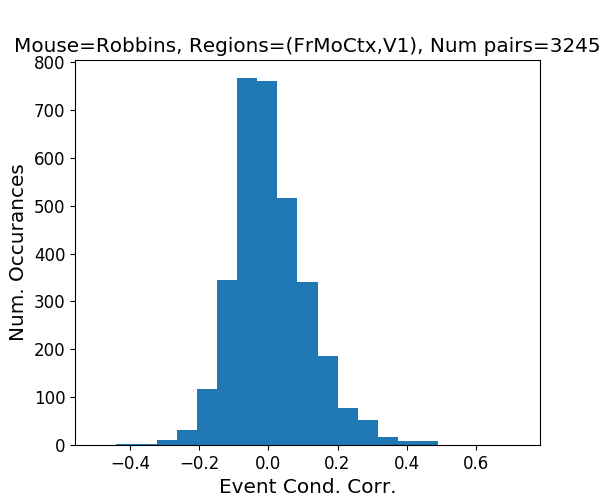 Mouse=Robbins, Regions=(FrMoCtx,V1), Num pairs=3245
800
700
600
500
400
300
200
100
0
Num. Occurances
−0.4 −0.2 0.0 0.2 0.4 0.6
Event Cond. Corr.